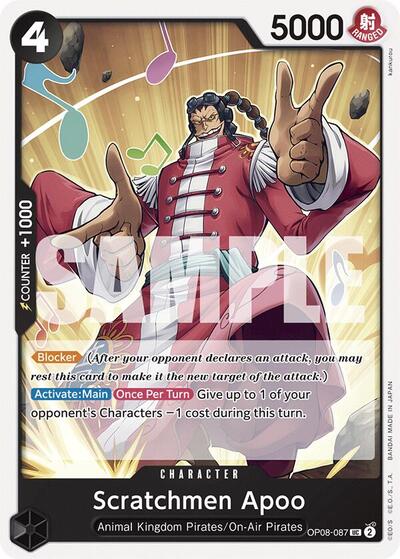 4
5000
射
RANGED
kankurou
COUNTER +1000
SAMPLE
Blocker (After your opponent declares an attack, you may
rest this card to make it the new target of the attack.)
Activate:Main Once Per Turn Give up to 1 of your
opponent's Characters −1 cost during this turn.
CHARACTER
Scratchmen Apoo
Animal Kingdom Pirates/On-Air Pirates
OP08-087 UC 2
©E.O./S. ©E.O./S., T.A. BANDAI MADE IN JAPAN